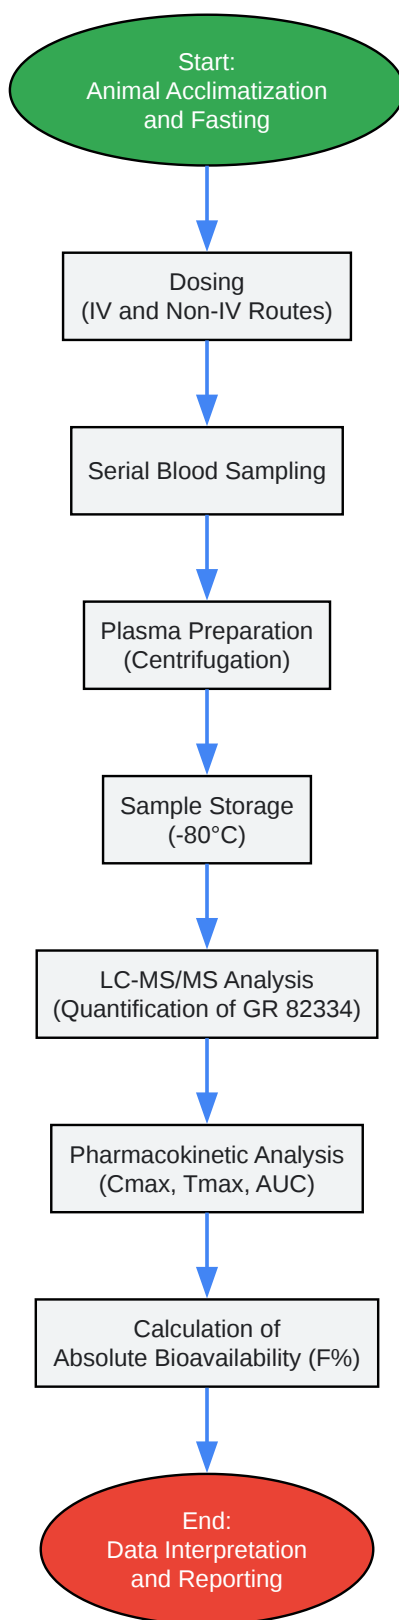 Start:
Animal Acclimatization
and Fasting
Dosing
(IV and Non-IV Routes)
Serial Blood Sampling
Plasma Preparation
(Centrifugation)
Sample Storage
(-80°C)
LC-MS/MS Analysis
(Quantification of GR 82334)
Pharmacokinetic Analysis
(Cmax, Tmax, AUC)
Calculation of
Absolute Bioavailability (F%)
End:
Data Interpretation
and Reporting